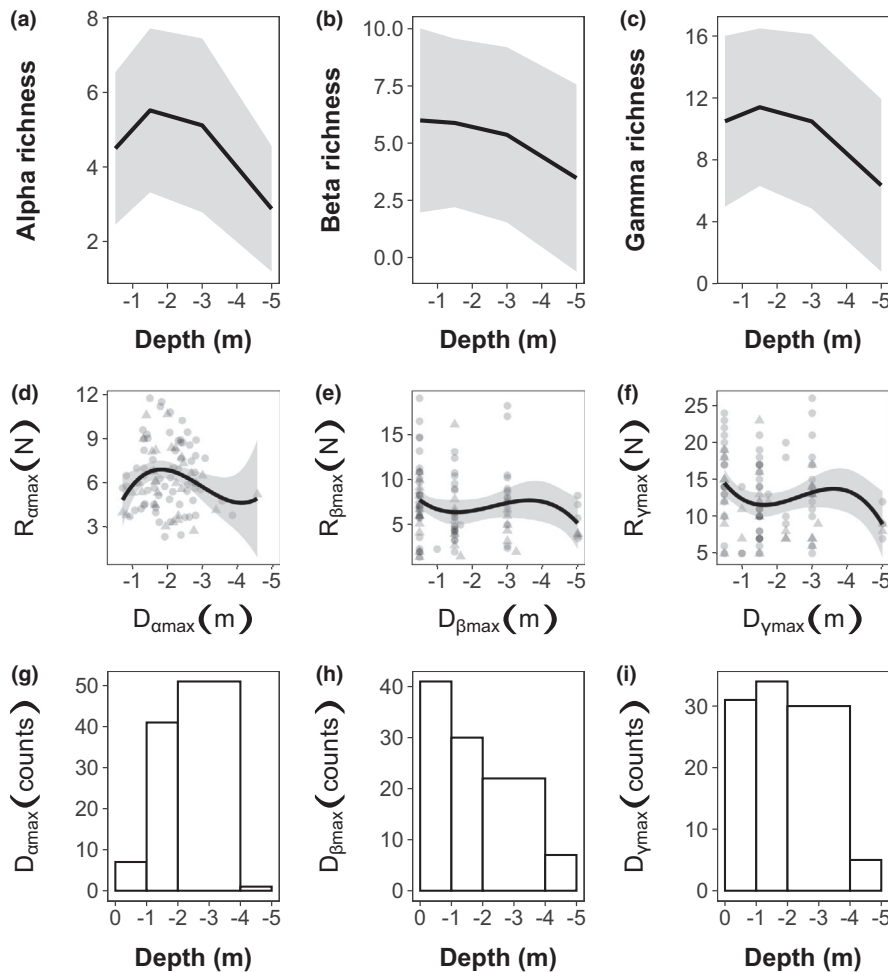 (a)
8
6
4
2
Alpha richness
-1 -2 -3 -4 -5
Depth (m)
(b)
10.0
7.5
5.0
2.5
0.0
Beta richness
-1 -2 -3 -4 -5
Depth (m)
(c)
16
12
8
4
0
Gamma richness
-1 -2 -3 -4 -5
Depth (m)
(d)
12
9
6
3
Rαmax(N)
0 -1 -2 -3 -4 -5
Dαmax(m)
(e)
15
10
5
Rβmax(N)
-1 -2 -3 -4 -5
Dβmax(m)
(f)
25
20
15
10
5
Rγmax(N)
-1 -2 -3 -4 -5
Dγmax(m)
(g)
50
40
30
20
10
0
Dαmax(counts)
0 -1 -2 -3 -4 -5
Depth (m)
(h)
40
30
20
10
0
Dβmax(counts)
0 -1 -2 -3 -4 -5
Depth (m)
(i)
30
20
10
0
Dγmax(counts)
0 -1 -2 -3 -4 -5
Depth (m)